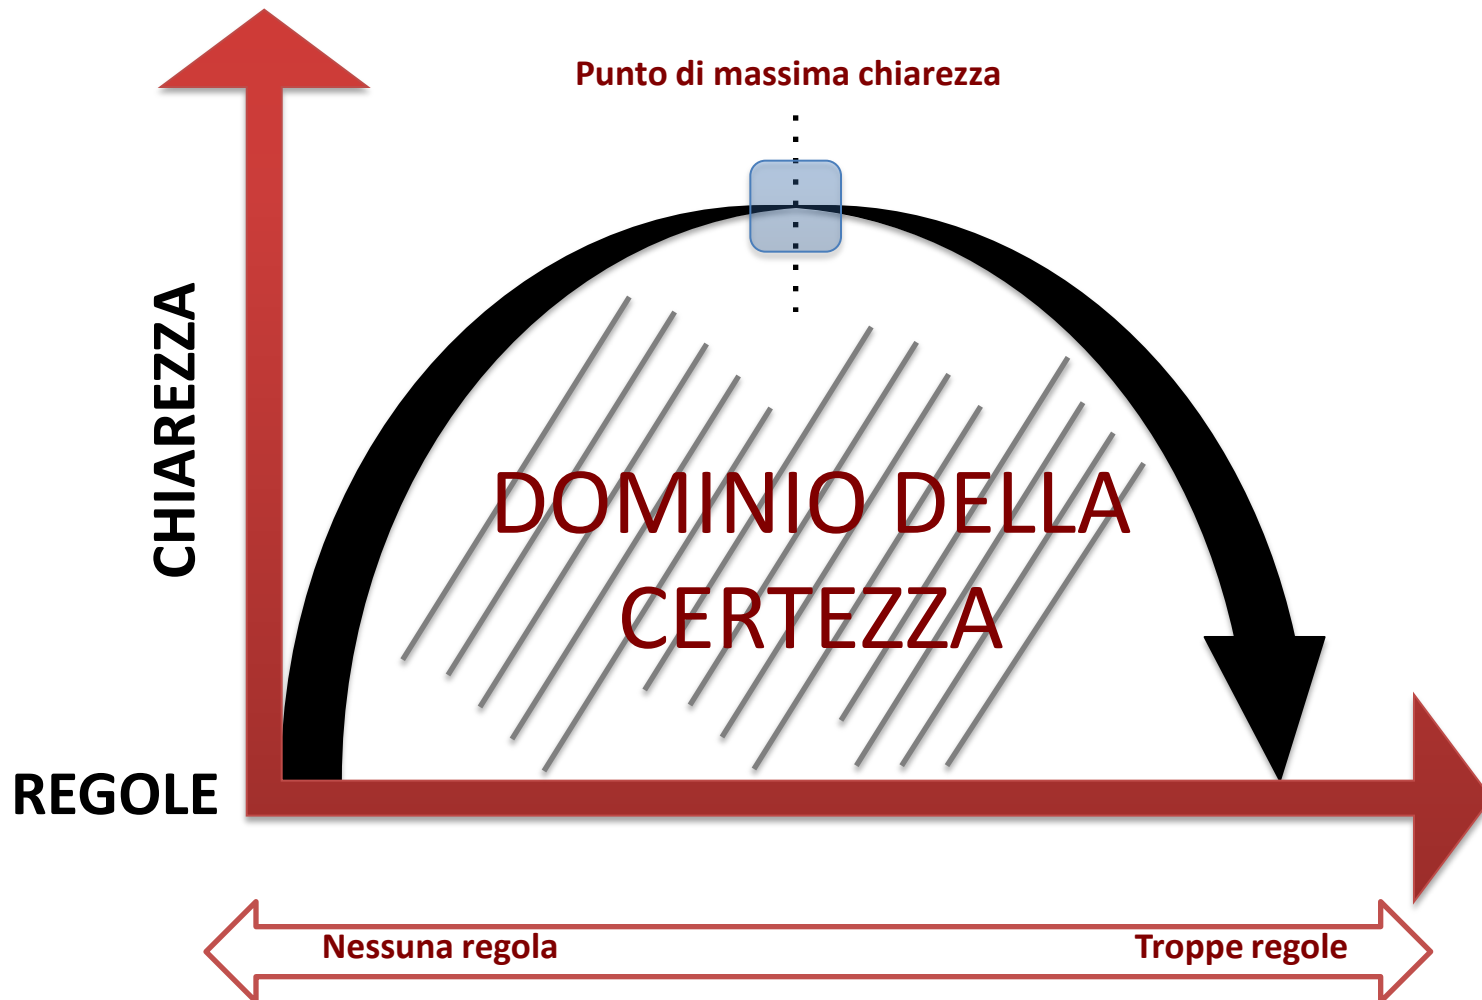 Punto di massima chiarezza
CHIAREZZA
DOMINIO DELLA
CERTEZZA
REGOLE
Nessuna regola
Troppe regole